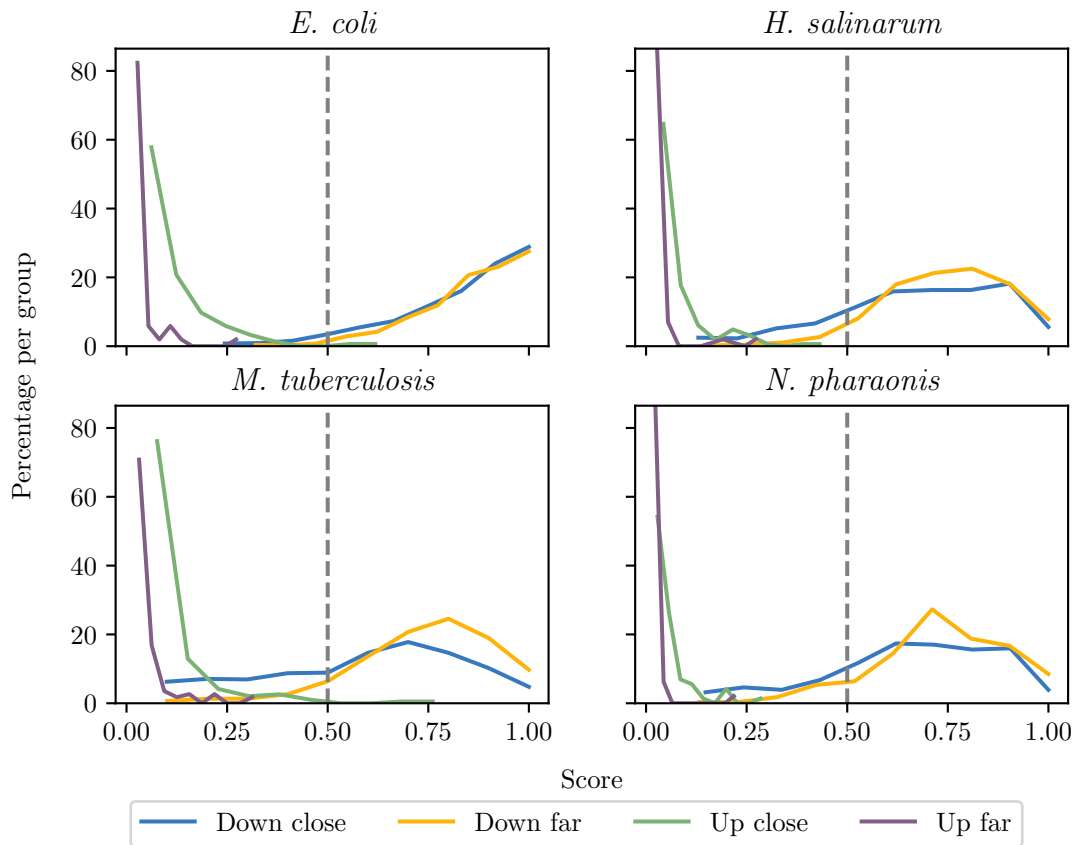 E. coli
H. salinarum
80
60
40
20
0
M. tuberculosis
N. pharaonis
80
60
40
20
0
0.00 0.25 0.50 0.75 1.00
0.00 0.25 0.50 0.75 1.00
Percentage per group
Score
Down close Down far Up close Up far